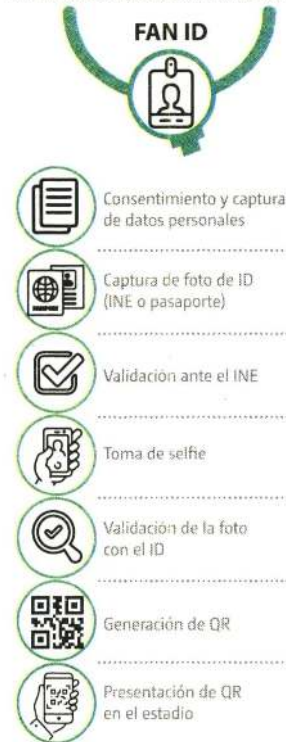 FAN ID
Consentimiento y captura
de datos personales
Captura de foto de ID
(INE o pasaporte)
Validación ante el INE
Toma de selfie
Validación de la foto
con el ID
Generación de QR
Presentación de QR
en el estadio